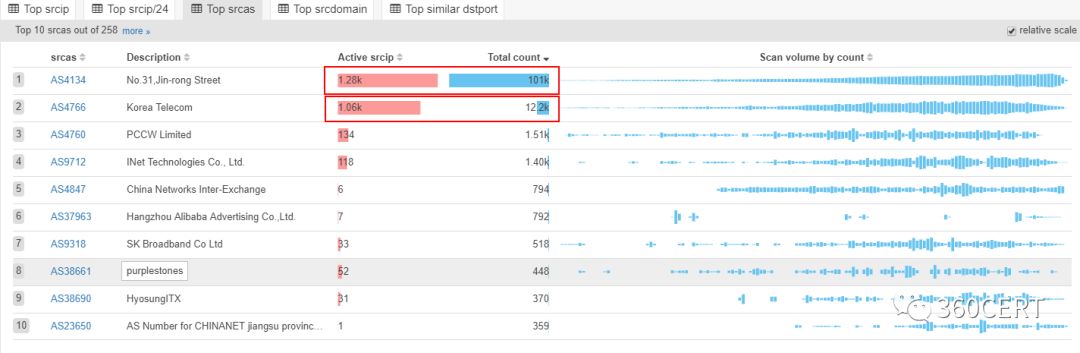 Top srcip Top srcip/24 Top srcas Top srcdomain Top similar dstport
Top 10 srcas out of 258 more » relative scale
srcas Description Active srcip Total count Scan volume by count
1 AS4134 No.31,Jin-rong Street 1.28k 101k
2 AS4766 Korea Telecom 1.06k 12.2k
3 AS4760 PCCW Limited 134 1.51k
4 AS9712 INet Technologies Co., Ltd. 118 1.40k
5 AS4847 China Networks Inter-Exchange 6 794
6 AS37963 Hangzhou Alibaba Advertising Co.,Ltd. 7 792
7 AS9318 SK Broadband Co Ltd 33 518
8 AS38661 purplestones 52 448
9 AS38690 HyosungITX 31 370
10 AS23650 AS Number for CHINANET jiangsu provinc... 1 359
360CERT